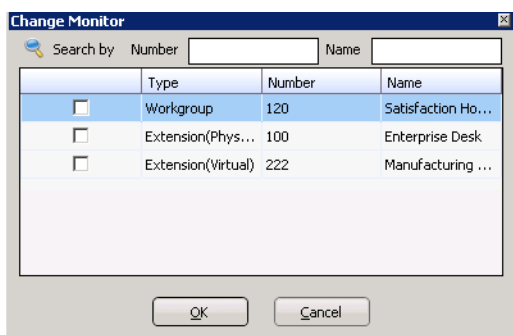 Change Monitor
Search by Number Name
Type Number Name
Workgroup 120 Satisfaction Ho...
Extension(Phys... 100 Enterprise Desk
Extension(Virtual) 222 Manufacturing ...
OK Cancel